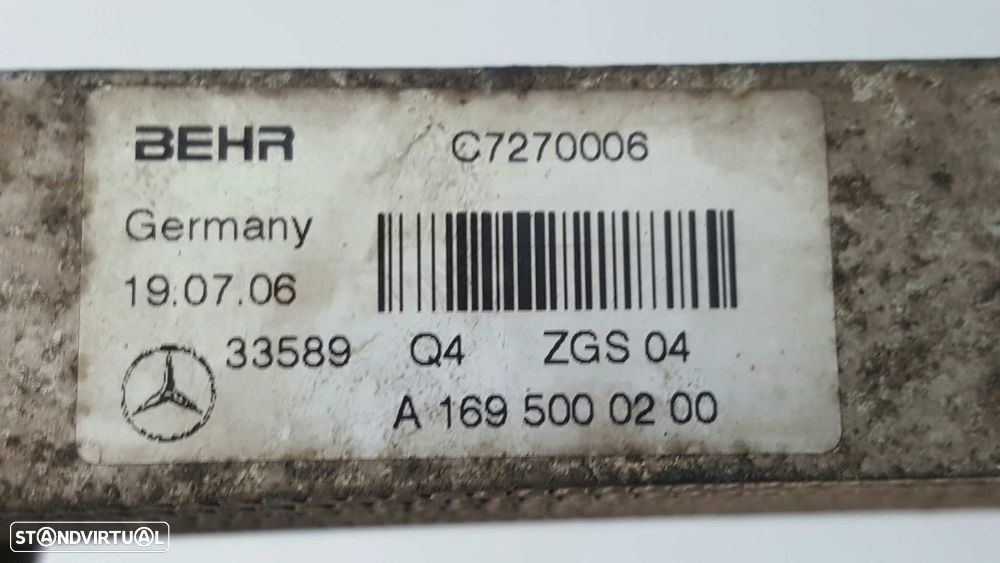 BEHR C7270006
Germany
19.07.06
33589 Q4 ZGS 04
A 169 500 02 00
STANDVIRTUAL